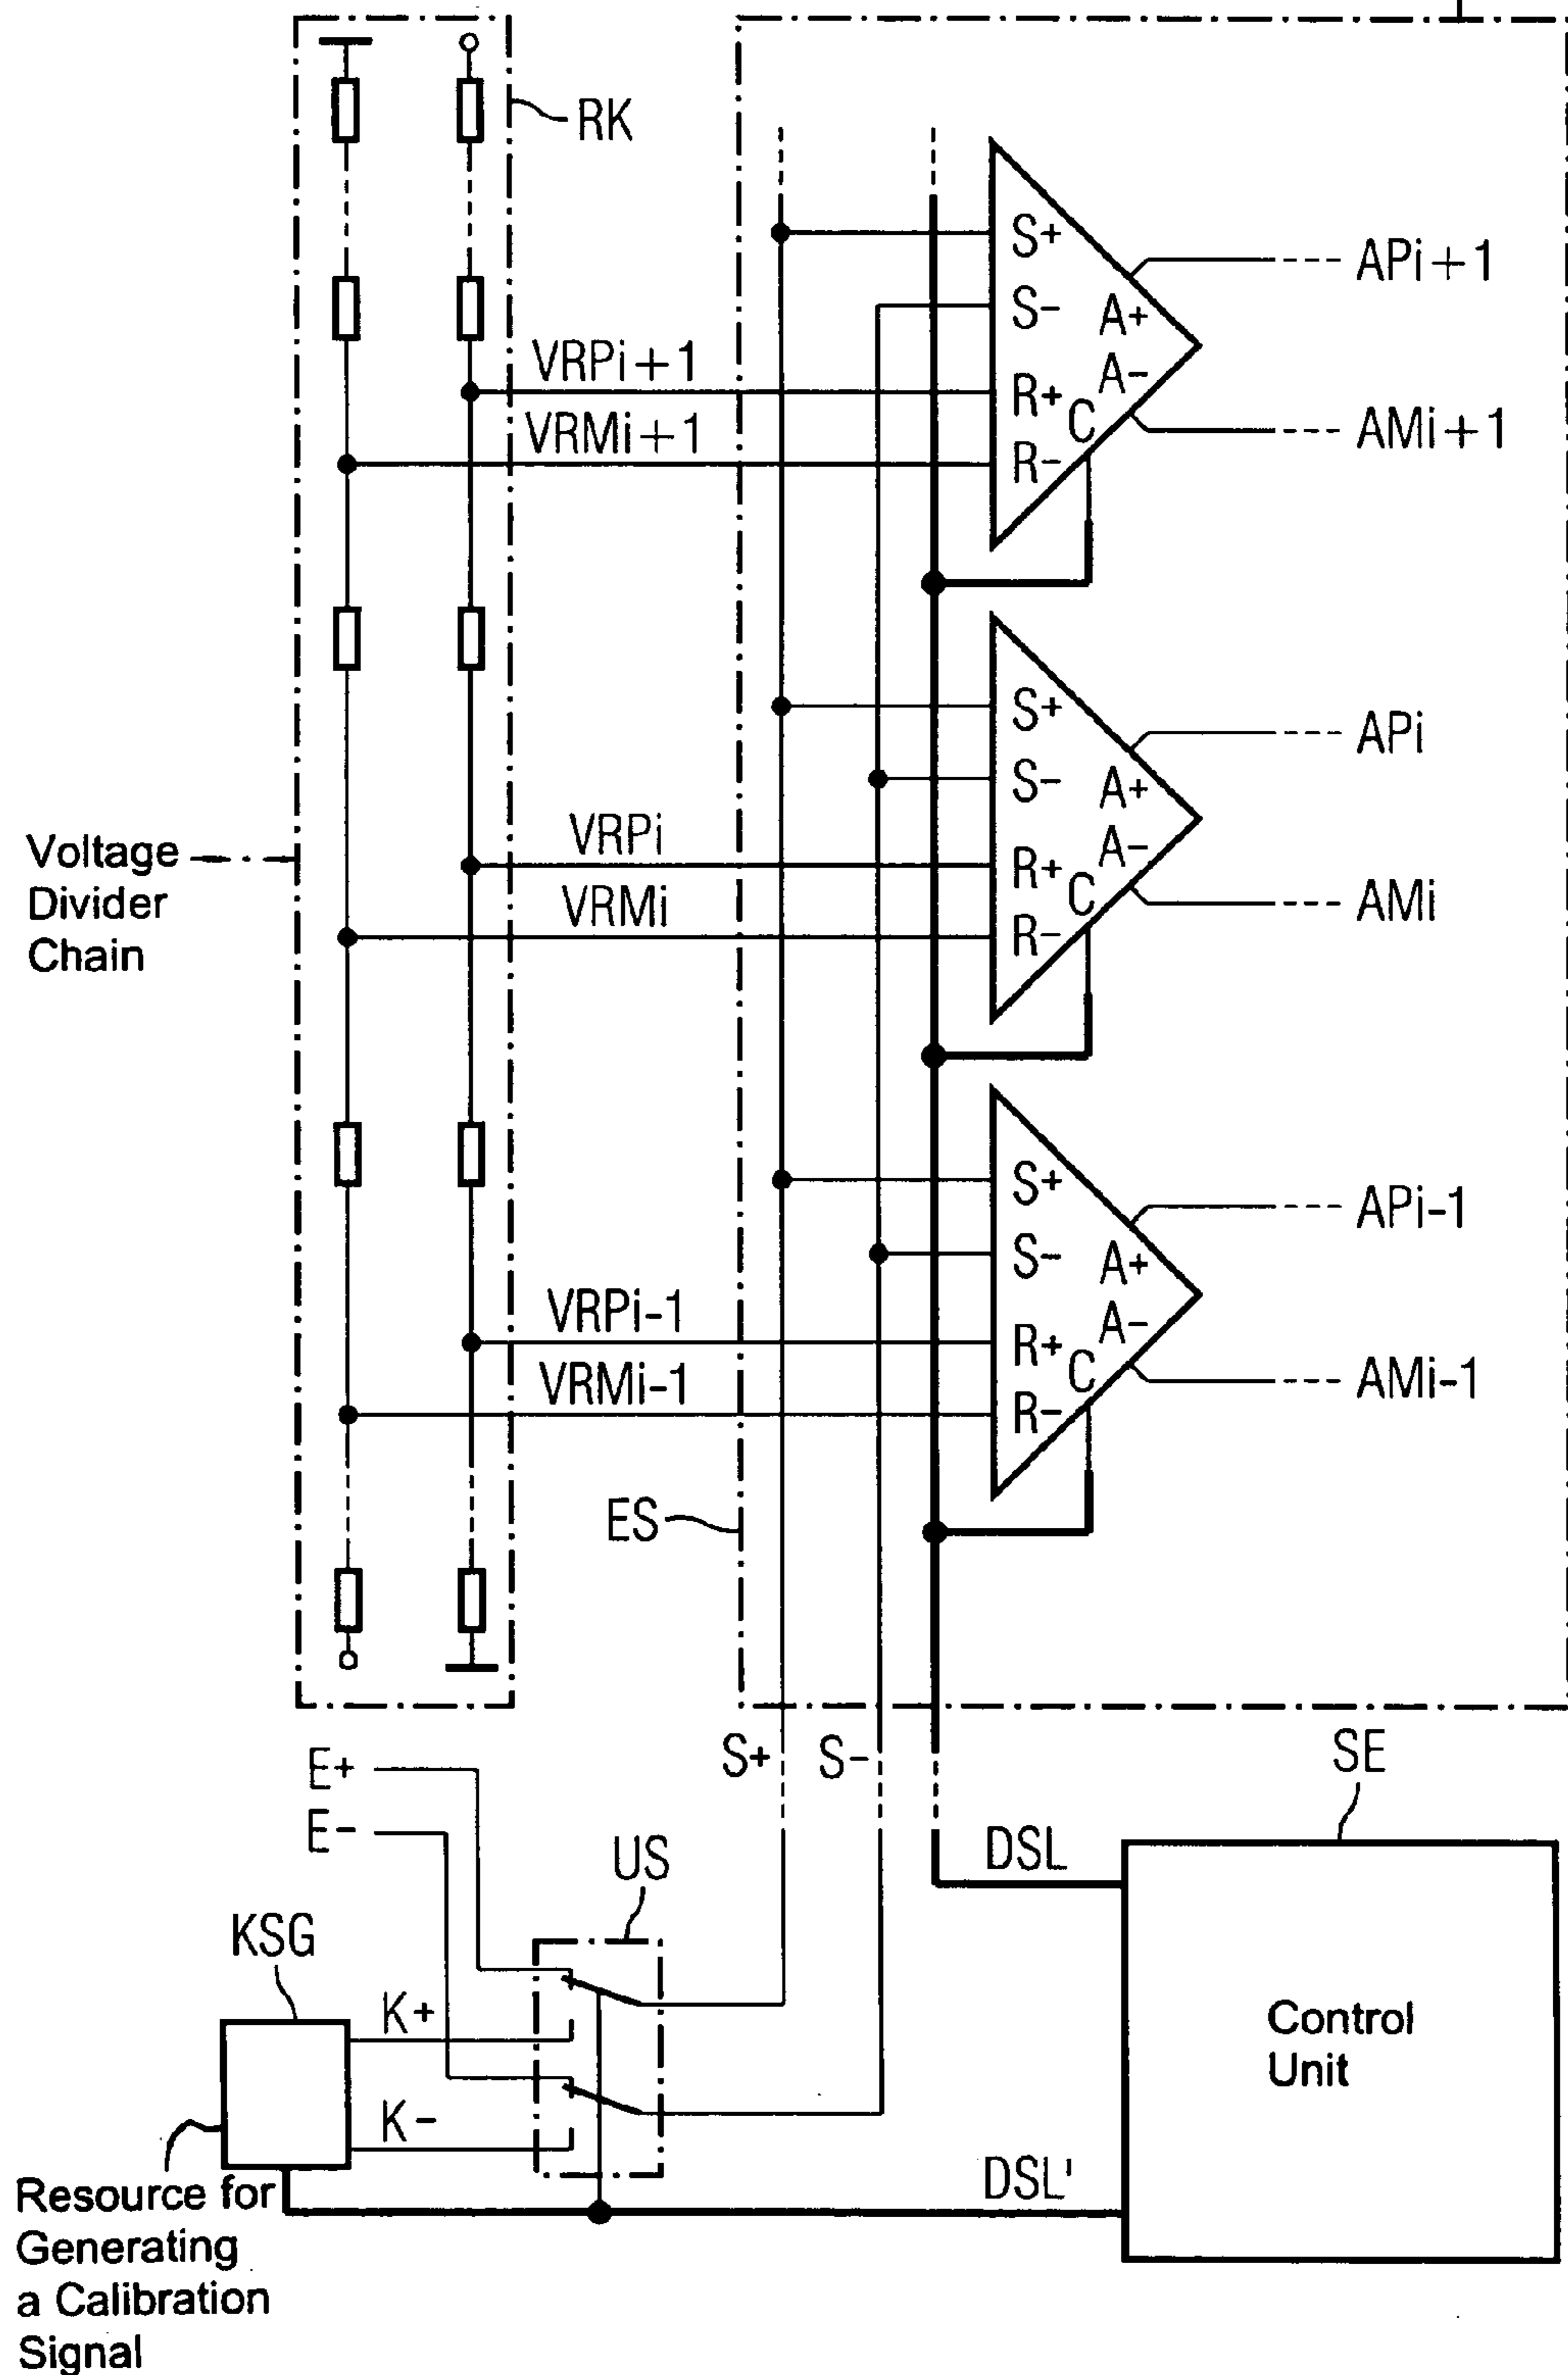 RK
S+
S-
R+
R-
C
A+
A-
APi+1
AMi+1
VRPi+1
VRMi+1
S+
S-
R+
R-
C
A+
A-
APi
AMi
VRPi
VRMi
Voltage
Divider
Chain
S+
S-
R+
R-
C
A+
A-
APi-1
AMi-1
VRPi-1
VRMi-1
ES
S+
S-
E+
E-
US
SE
DSL
KSG
K+
K-
Control
Unit
DSL'
Resource for
Generating
a Calibration
Signal